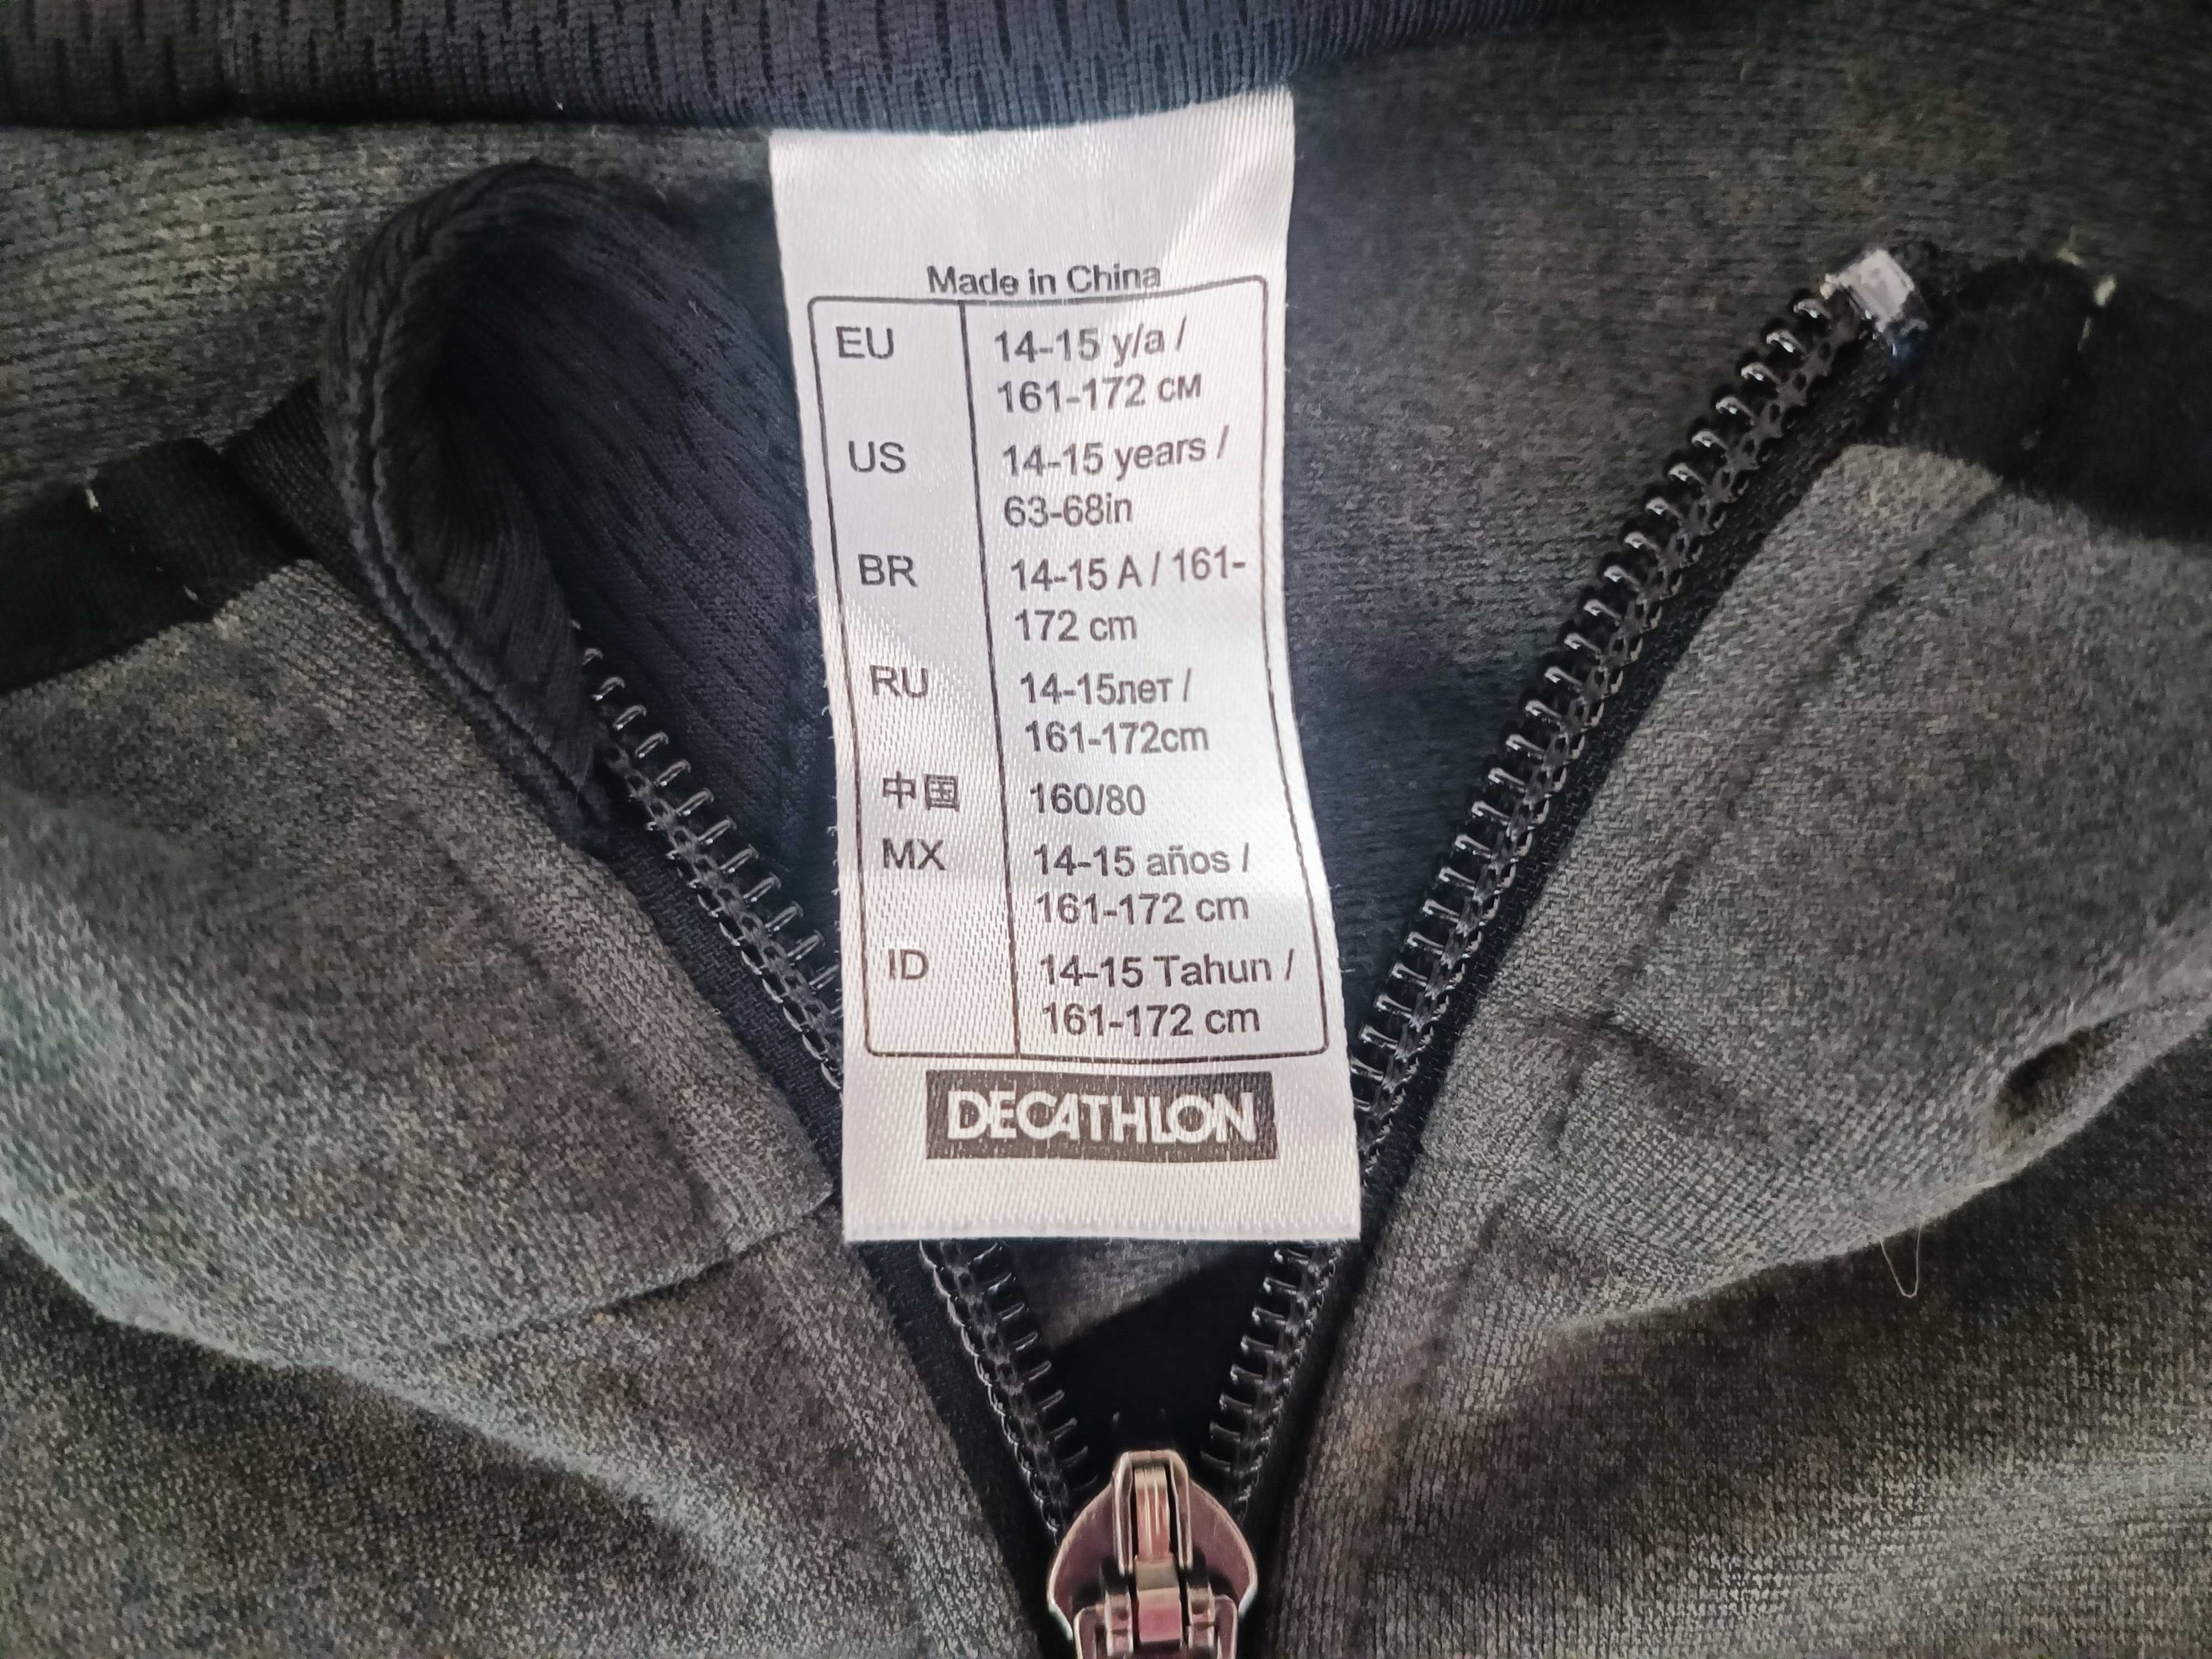 Made in China
EU 14-15 y/a /
161-172 см
US 14-15 years /
63-68in
BR 14-15 A / 161-
172 cm
RU 14-15лет /
161-172cm
中国 160/80
MX 14-15 años /
161-172 cm
ID 14-15 Tahun /
161-172 cm
DECATHLON